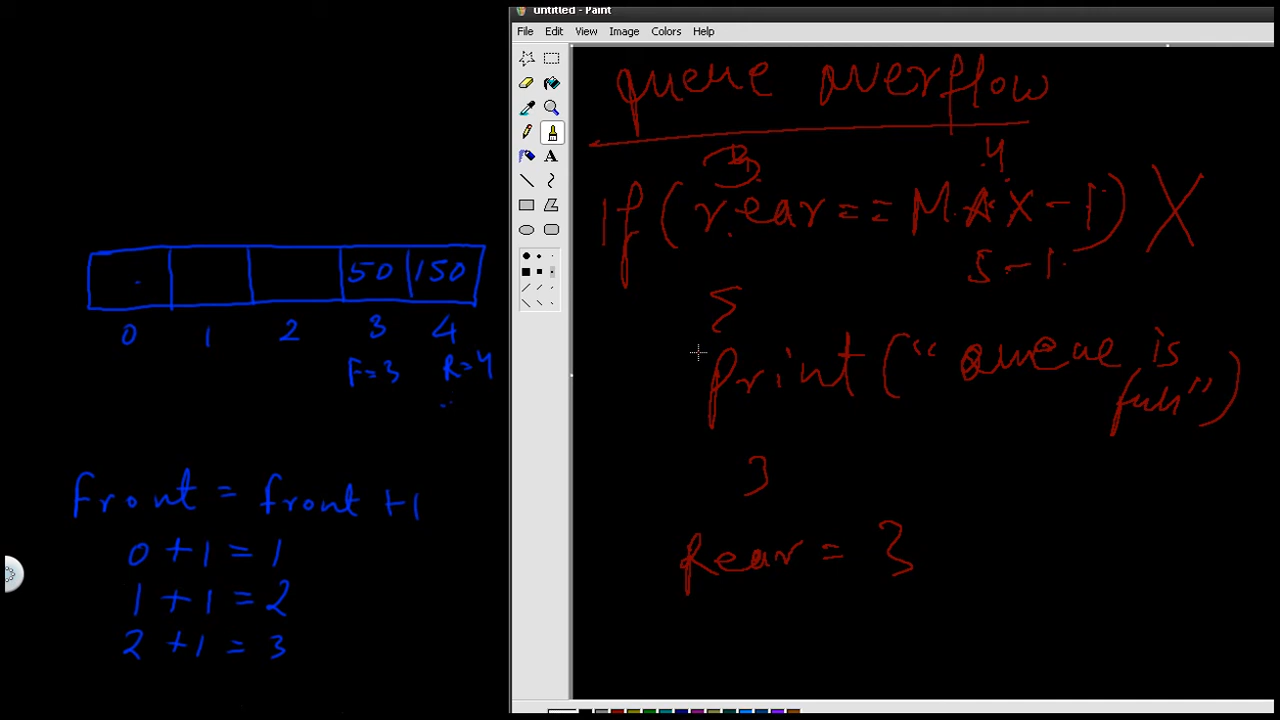 untitled - Paint
File Edit View Image Colors Help
queue overflow
4
If (rear == MAX - 1) X
5 - 1
{
print (" queue is
full")
}
Rear = 3
50 150
0 1 2 3 4
F=3 R=4
Front = front +1
0 + 1 = 1
1 + 1 = 2
2 + 1 = 3